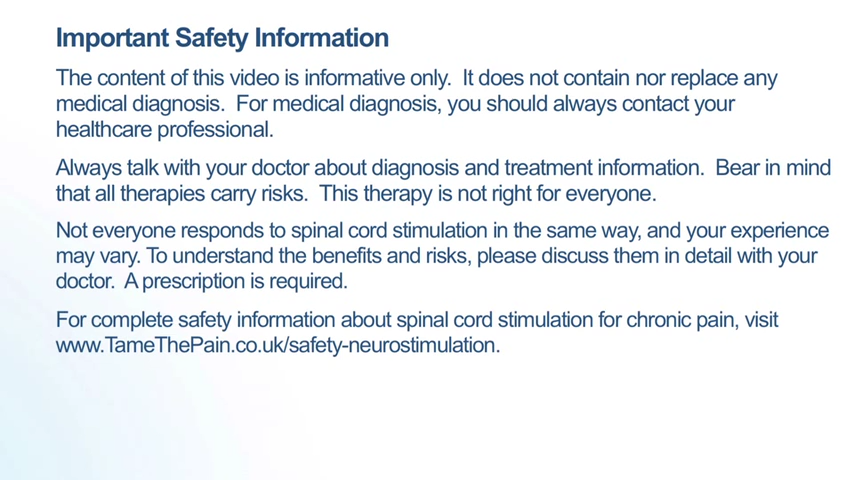 Important Safety Information
The content of this video is informative only.  It does not contain nor replace any
medical diagnosis.  For medical diagnosis, you should always contact your
healthcare professional.
Always talk with your doctor about diagnosis and treatment information.  Bear in mind
that all therapies carry risks.  This therapy is not right for everyone.
Not everyone responds to spinal cord stimulation in the same way, and your experience
may vary. To understand the benefits and risks, please discuss them in detail with your
doctor.  A prescription is required.
For complete safety information about spinal cord stimulation for chronic pain, visit
www.TameThePain.co.uk/safety-neurostimulation.